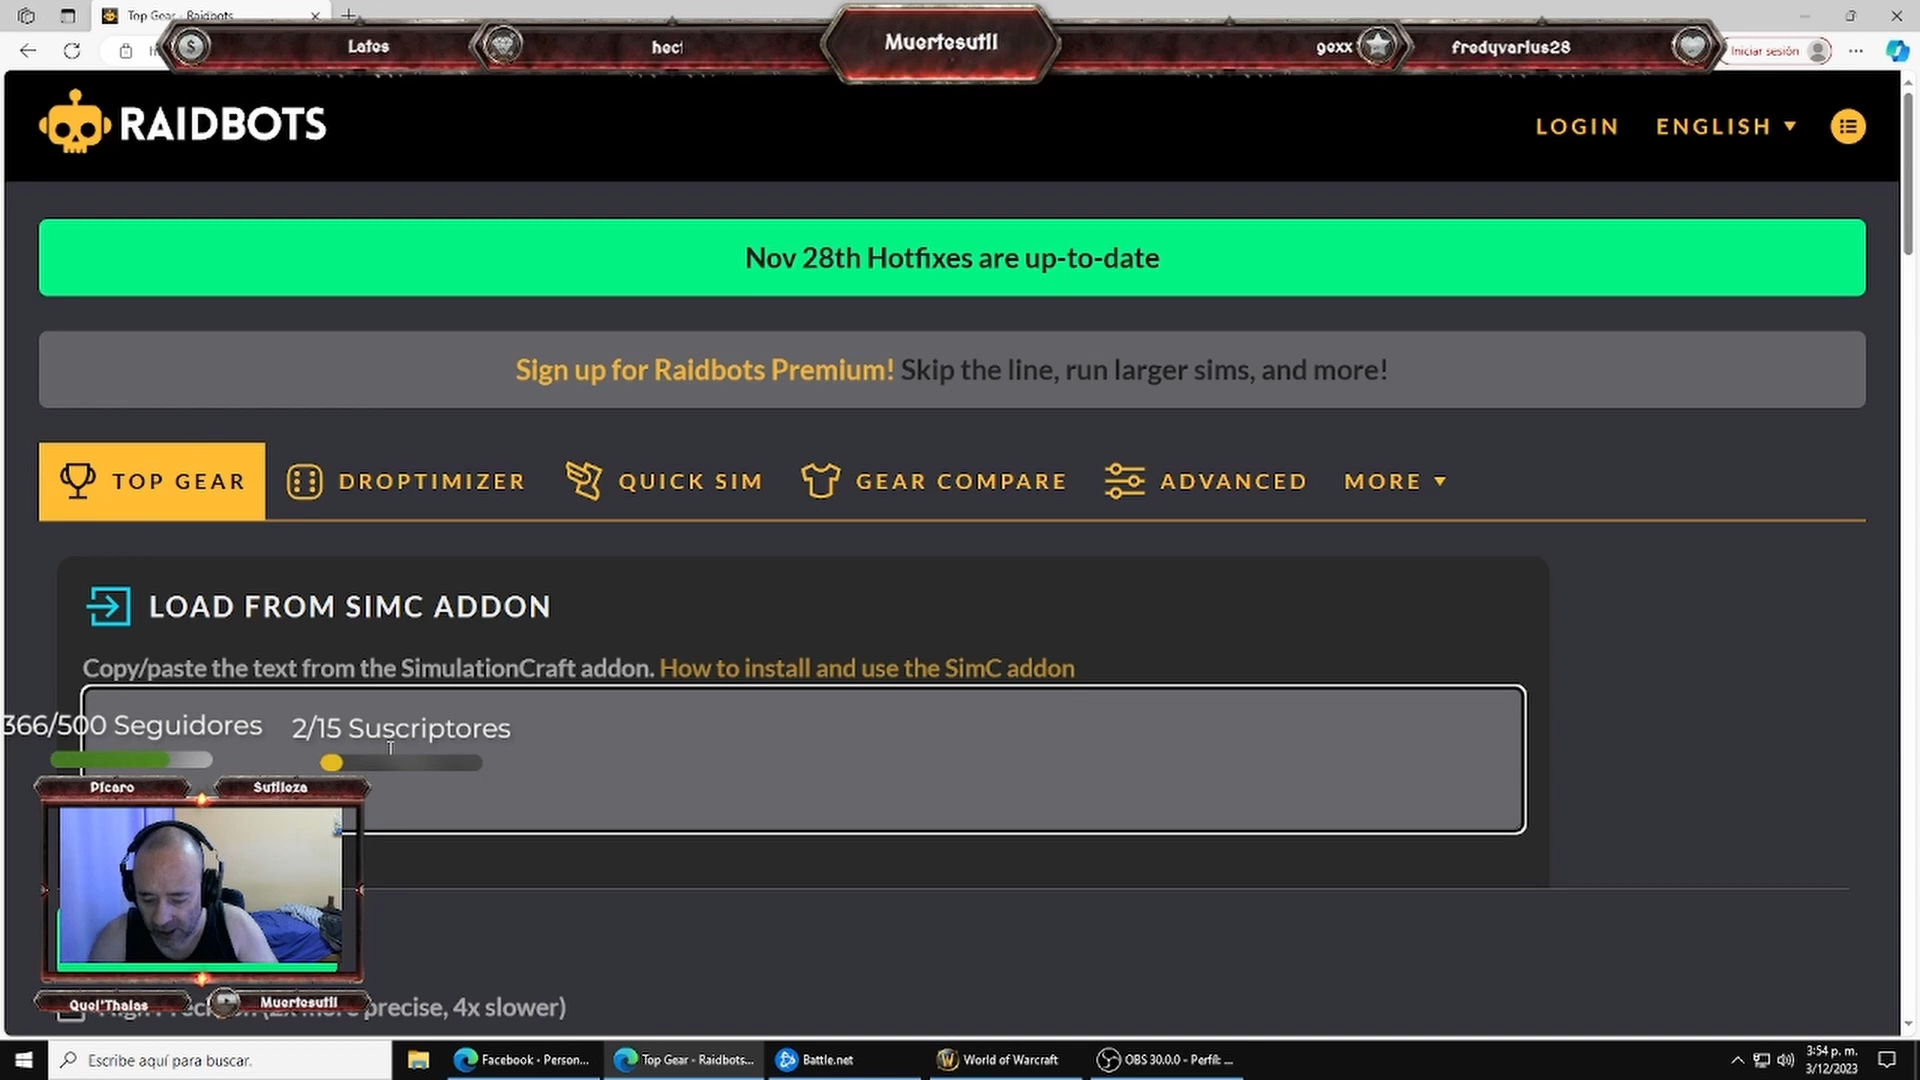 Top Gear - Raidbots
Lates
hec
Muertesutil
gexx
fredyvarius28
Iniciar sesión
RAIDBOTS
LOGIN
ENGLISH
Nov 28th Hotfixes are up-to-date
Sign up for Raidbots Premium! Skip the line, run larger sims, and more!
TOP GEAR
DROPTIMIZER
QUICK SIM
GEAR COMPARE
ADVANCED
MORE
LOAD FROM SIMC ADDON
Copy/paste the text from the SimulationCraft addon. How to install and use the SimC addon
366/500 Seguidores
2/15 Suscriptores
Pícaro
Sutileza
Quel'Thalas
Muertesutil
precise, 4x slower)
Escribe aquí para buscar.
Facebook - Person...
Top Gear - Raidbots...
Battle.net
World of Warcraft
OBS 30.0.0 - Perfil: ...
3:54 p. m.
3/12/2023